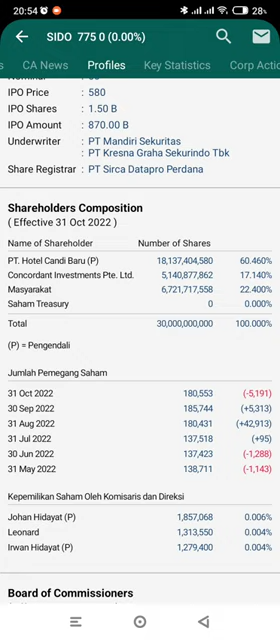 20:54 28%
SIDO 775 0 (0.00%)
s CA News Profiles Key Statistics Corp Action
IPO Price : 580
IPO Shares : 1.50 B
IPO Amount : 870.00 B
Underwriter : PT Mandiri Sekuritas
: PT Kresna Graha Sekurindo Tbk
Share Registrar : PT Sirca Datapro Perdana
Shareholders Composition
( Effective 31 Oct 2022 )
Name of Shareholder Number of Shares
PT. Hotel Candi Baru (P) 18,137,404,580 60.460%
Concordant Investments Pte. Ltd. 5,140,877,862 17.140%
Masyarakat 6,721,717,558 22.400%
Saham Treasury 0 0.000%
Total 30,000,000,000 100.000%
(P) = Pengendali
Jumlah Pemegang Saham
31 Oct 2022 180,553 (-5,191)
30 Sep 2022 185,744 (+5,313)
31 Aug 2022 180,431 (+42,913)
31 Jul 2022 137,518 (+95)
30 Jun 2022 137,423 (-1,288)
31 May 2022 138,711 (-1,143)
Kepemilikan Saham Oleh Komisaris dan Direksi
Johan Hidayat (P) 1,857,068 0.006%
Leonard 1,313,550 0.004%
Irwan Hidayat (P) 1,279,400 0.004%
Board of Commissioners